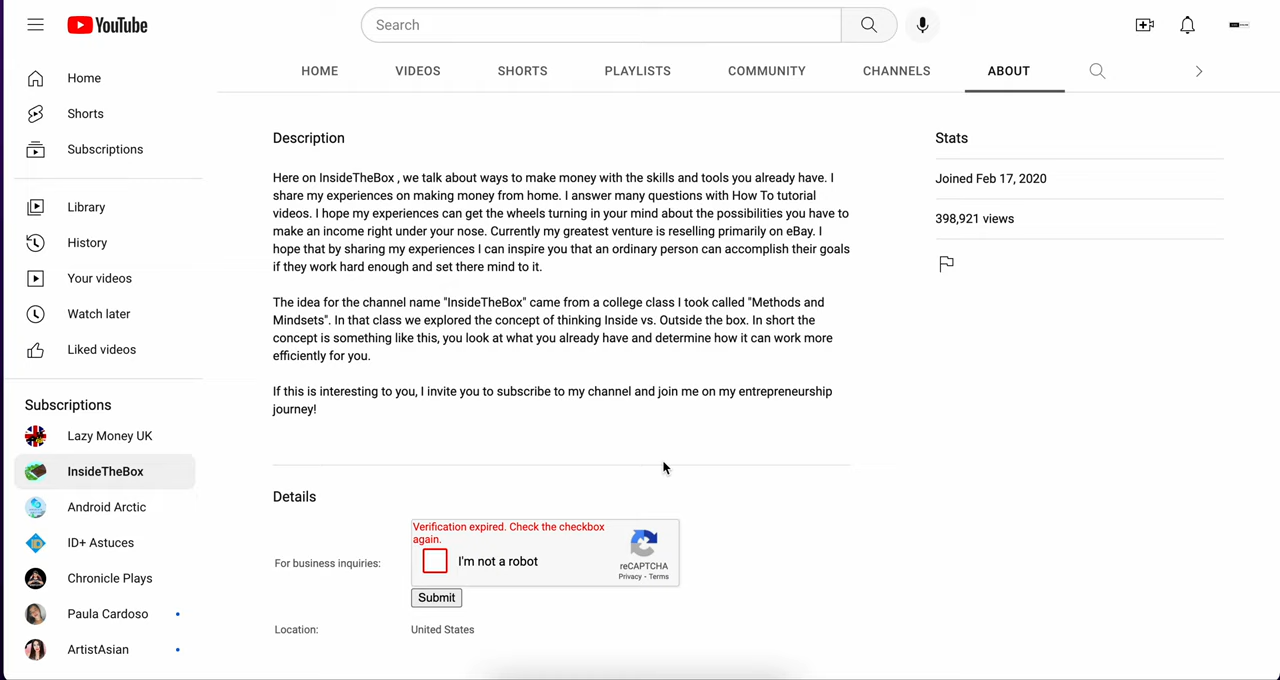 YouTube
Search
HOME VIDEOS SHORTS PLAYLISTS COMMUNITY CHANNELS ABOUT
Home
Shorts
Subscriptions
Library
History
Your videos
Watch later
Liked videos
Subscriptions
Lazy Money UK
InsideTheBox
Android Arctic
ID+ Astuces
Chronicle Plays
Paula Cardoso
ArtistAsian
Description
Here on InsideTheBox , we talk about ways to make money with the skills and tools you already have. I
share my experiences on making money from home. I answer many questions with How To tutorial
videos. I hope my experiences can get the wheels turning in your mind about the possibilities you have to
make an income right under your nose. Currently my greatest venture is reselling primarily on eBay. I
hope that by sharing my experiences I can inspire you that an ordinary person can accomplish their goals
if they work hard enough and set there mind to it.
The idea for the channel name "InsideTheBox" came from a college class I took called "Methods and
Mindsets". In that class we explored the concept of thinking Inside vs. Outside the box. In short the
concept is something like this, you look at what you already have and determine how it can work more
efficiently for you.
If this is interesting to you, I invite you to subscribe to my channel and join me on my entrepreneurship
journey!
Details
For business inquiries:
Verification expired. Check the checkbox
again.
I'm not a robot
reCAPTCHA
Privacy - Terms
Submit
Location: United States
Stats
Joined Feb 17, 2020
398,921 views